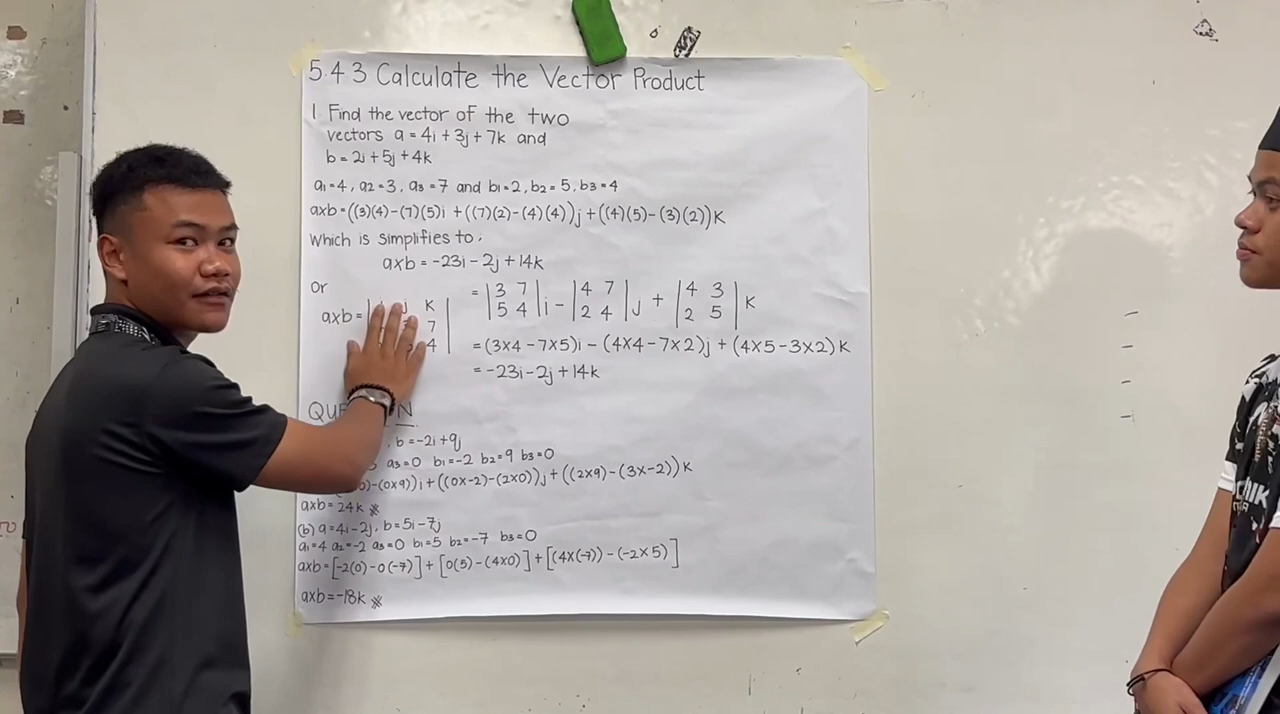 5.4 3 Calculate the Vector Product
1 Find the vector of the two
vectors a = 4i + 3j + 7k and
b = 2i + 5j + 4k
a1 = 4, a2 = 3, a3 = 7 and b1 = 2, b2 = 5, b3 = 4
axb = ((3)(4)-(7)(5)i + ((7)(2)-(4)(4))j + ((4)(5)-(3)(2))K
Which is simplifies to:
axb = -23i - 2j + 14K
Or
axb = | j K | = |3 7| i - |4 7| j + |4 3| K
7 |5 4| |2 4| |2 5|
4 = (3x4 - 7x5)i - (4x4 - 7x2)j + (4x5 - 3x2)K
= -23i - 2j + 14K
, b = -2i + 9j
a3 = 0 b1 = -2 b2 = 9 b3 = 0
0)-(0x9))i + ((0x-2)-(2x0))j + ((2x9)-(3x-2))K
axb = 24K
(b) a = 4i - 2j, b = 5i - 7j
a1 = 4 a2 = -2 a3 = 0 b1 = 5 b2 = -7 b3 = 0
axb = [-2(0) - 0(-7)] + [0(5) - (4x0)] + [(4x(-7)) - (-2x5)]
axb = -18K